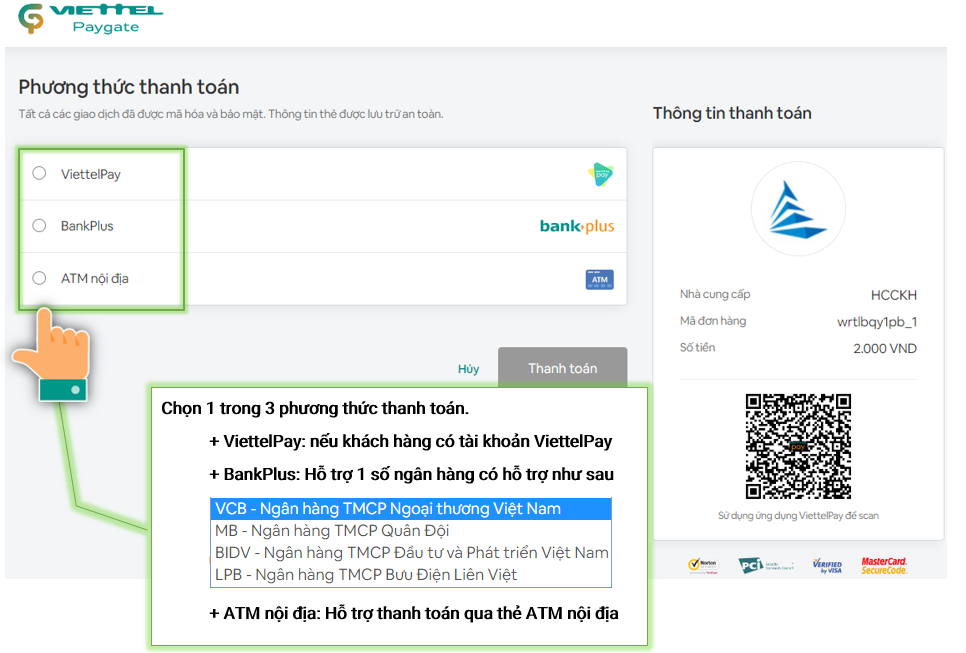 VIETTEL
Paygate
Phương thức thanh toán
Tất cả các giao dịch đã được mã hóa và bảo mật. Thông tin thẻ được lưu trữ an toàn.
ViettelPay
BankPlus
bankplus
ATM nội địa
ATM
Hủy
Thanh toán
Chọn 1 trong 3 phương thức thanh toán.
+ ViettelPay: nếu khách hàng có tài khoản ViettelPay
+ BankPlus: Hỗ trợ 1 số ngân hàng có hỗ trợ như sau
VCB - Ngân hàng TMCP Ngoại thương Việt Nam
MB - Ngân hàng TMCP Quân Đội
BIDV - Ngân hàng TMCP Đầu tư và Phát triển Việt Nam
LPB - Ngân hàng TMCP Bưu Điện Liên Việt
+ ATM nội địa: Hỗ trợ thanh toán qua thẻ ATM nội địa
Thông tin thanh toán
Nhà cung cấp HCCKH
Mã đơn hàng wrtlbqy1pb_1
Số tiền 2.000 VND
pay
Sử dụng ứng dụng ViettelPay để scan
Norton
PCI
VERIFIED
by VISA
MasterCard.
SecureCode.